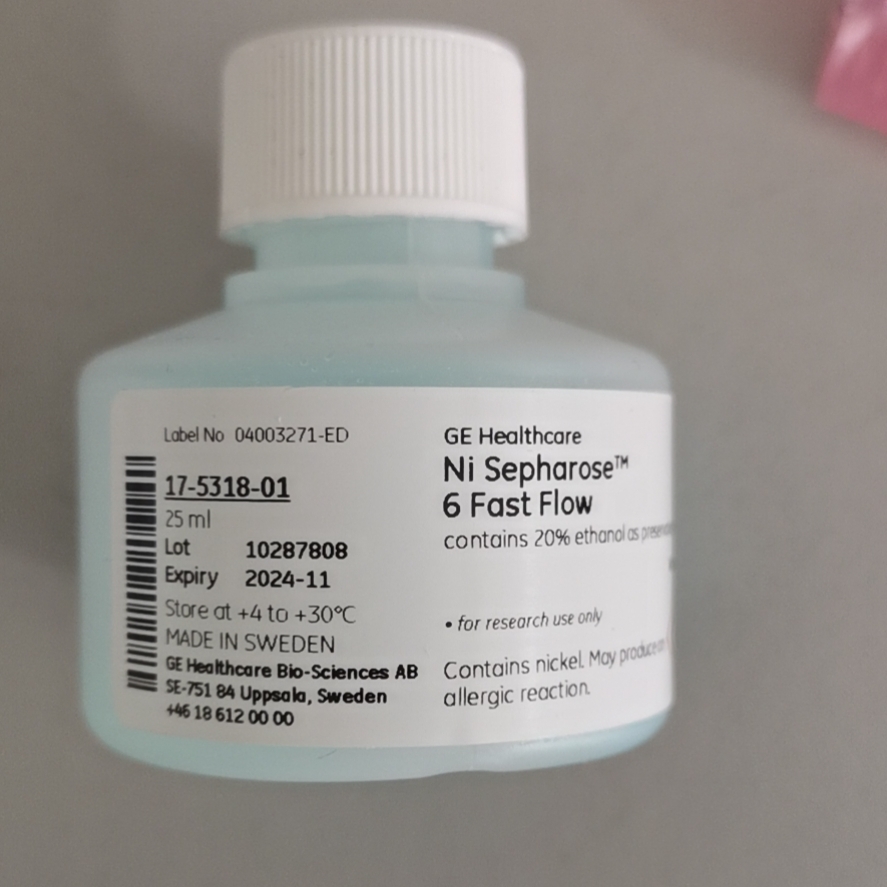 Label No 04003271-ED
17-5318-01
25 ml
Lot 10287808
Expiry 2024-11
Store at +4 to +30°C
MADE IN SWEDEN
GE Healthcare Bio-Sciences AB
SE-751 84 Uppsala, Sweden
+46 18 612 00 00
GE Healthcare
Ni Sepharose™
6 Fast Flow
contains 20% ethanol as
• for research use only
Contains nickel. May produce an
allergic reaction.